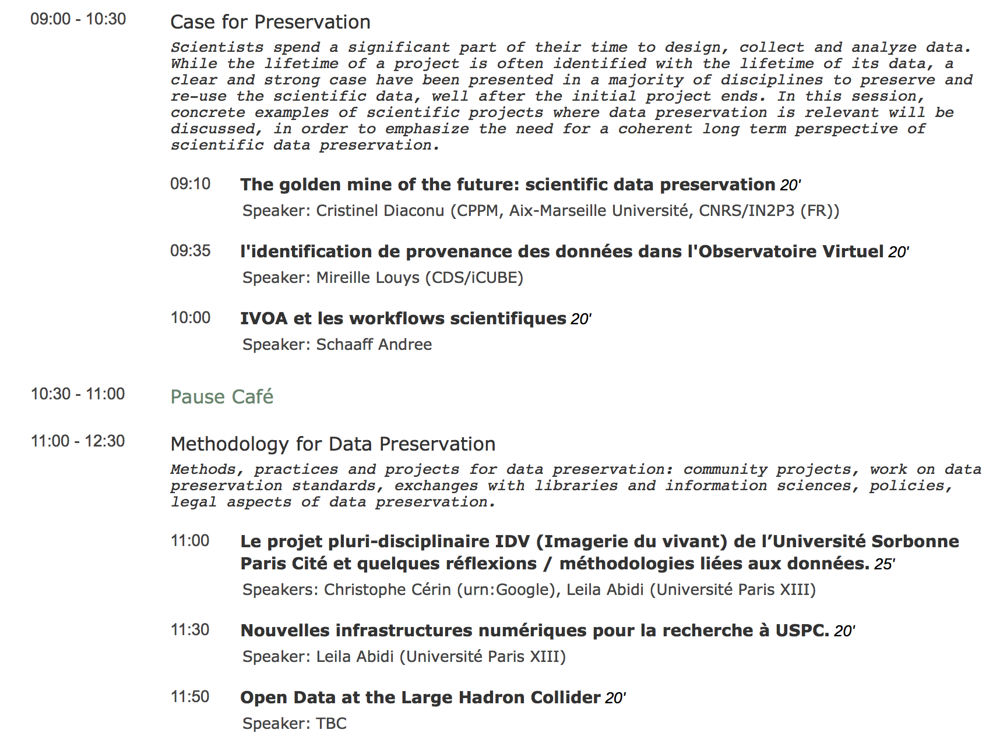 09:00 - 10:30 Case for Preservation
Scientists spend a significant part of their time to design, collect and analyze data.
While the lifetime of a project is often identified with the lifetime of its data, a
clear and strong case have been presented in a majority of disciplines to preserve and
re-use the scientific data, well after the initial project ends. In this session,
concrete examples of scientific projects where data preservation is relevant will be
discussed, in order to emphasize the need for a coherent long term perspective of
scientific data preservation.
09:10 The golden mine of the future: scientific data preservation 20'
Speaker: Cristinel Diaconu (CPPM, Aix-Marseille Université, CNRS/IN2P3 (FR))
09:35 l'identification de provenance des données dans l'Observatoire Virtuel 20'
Speaker: Mireille Louys (CDS/iCUBE)
10:00 IVOA et les workflows scientifiques 20'
Speaker: Schaaff Andree
10:30 - 11:00 Pause Café
11:00 - 12:30 Methodology for Data Preservation
Methods, practices and projects for data preservation: community projects, work on data
preservation standards, exchanges with libraries and information sciences, policies,
legal aspects of data preservation.
11:00 Le projet pluri-disciplinaire IDV (Imagerie du vivant) de l’Université Sorbonne
Paris Cité et quelques réflexions / méthodologies liées aux données. 25'
Speakers: Christophe Cérin (urn:Google), Leila Abidi (Université Paris XIII)
11:30 Nouvelles infrastructures numériques pour la recherche à USPC. 20'
Speaker: Leila Abidi (Université Paris XIII)
11:50 Open Data at the Large Hadron Collider 20'
Speaker: TBC